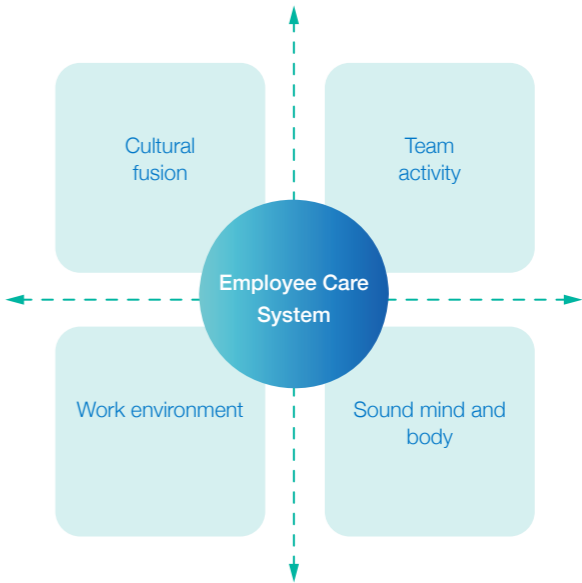 Cultural
fusion
Team
activity
Employee Care
System
Work environment
Sound mind and
body